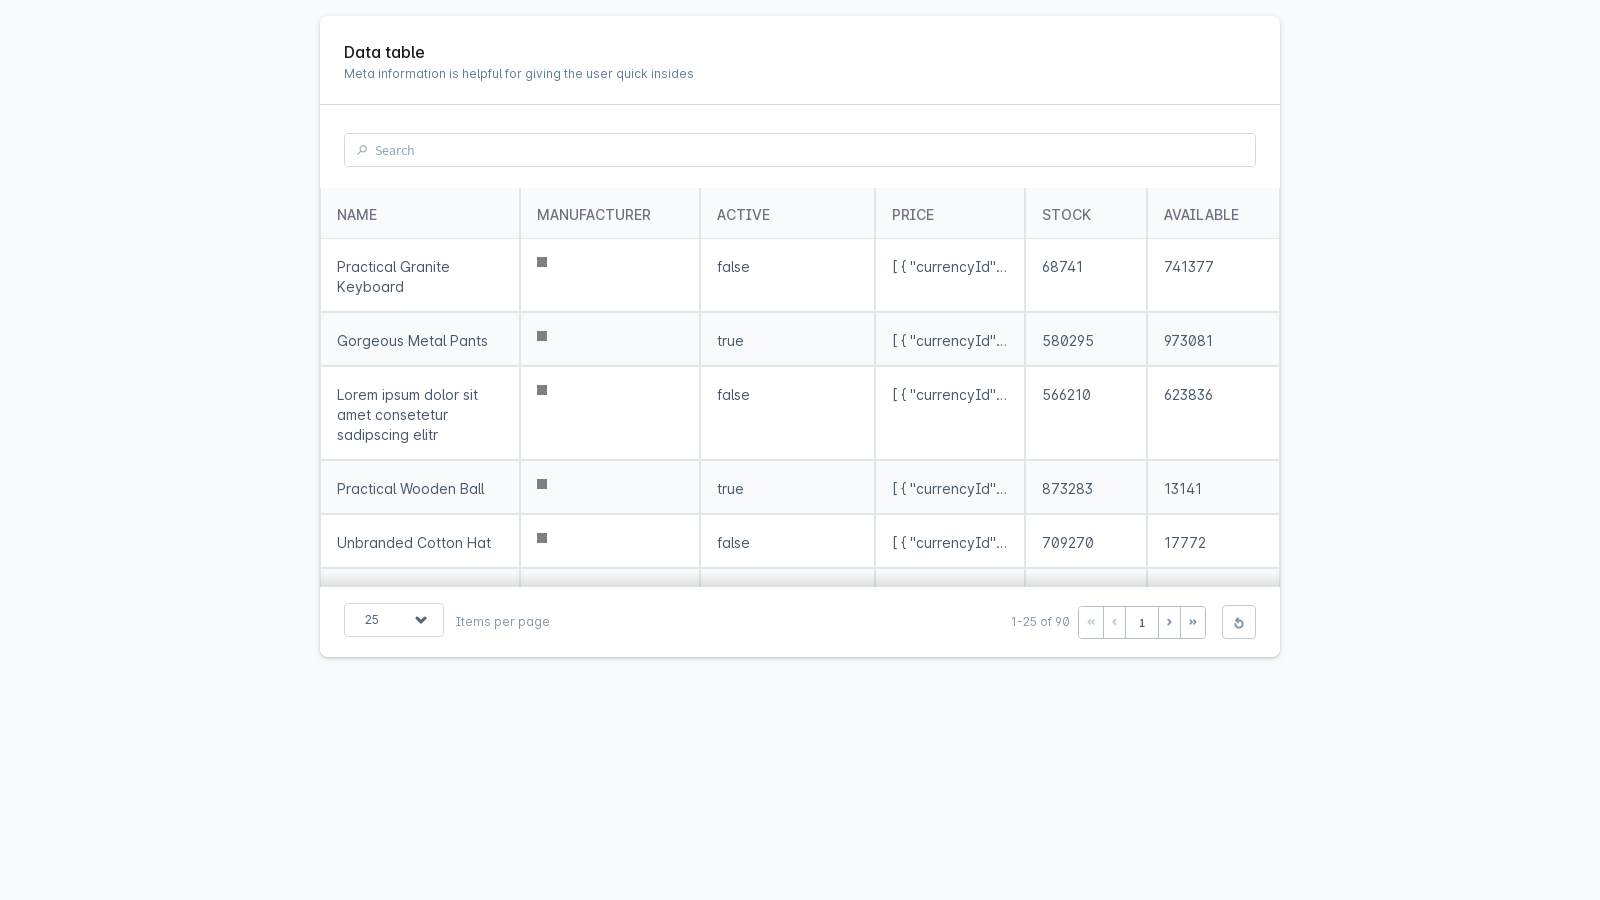 Data table
Meta information is helpful for giving the user quick insides
Search
NAME MANUFACTURER ACTIVE PRICE STOCK AVAILABLE
Practical Granite Keyboard false [ { "currencyId"... 68741 741377
Gorgeous Metal Pants true [ { "currencyId"... 580295 973081
Lorem ipsum dolor sit amet consetetur sadipscing elitr false [ { "currencyId"... 566210 623836
Practical Wooden Ball true [ { "currencyId"... 873283 13141
Unbranded Cotton Hat false [ { "currencyId"... 709270 17772
25 Items per page 1-25 of 90 « ‹ 1 › »